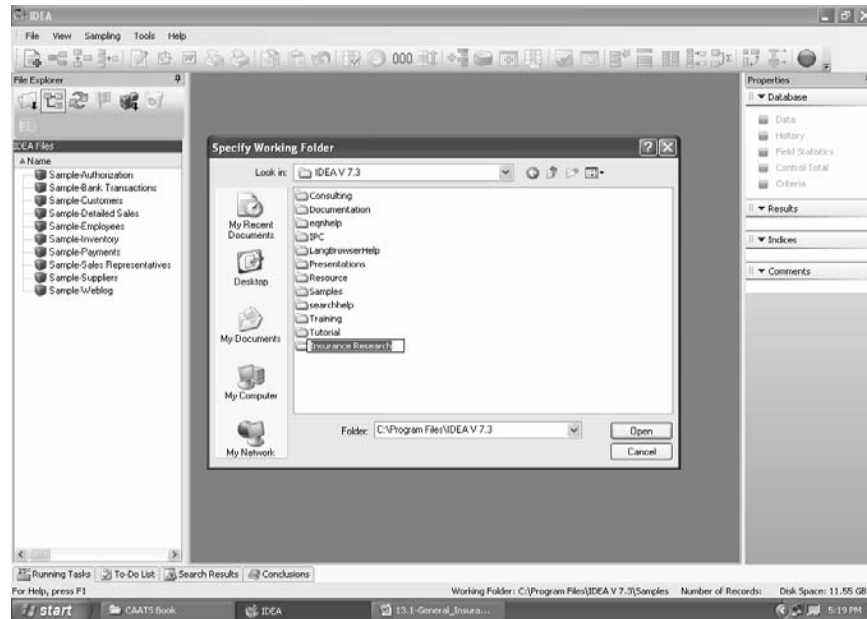 IDEA
File View Sampling Tools Help
000
File Explorer
Properties
Database
Data
History
Field Statistics
Control Total
Criteria
Results
Indices
Comments
IDEA Files
Name
Sample-Authorization
Sample-Bank Transactions
Sample-Customers
Sample-Detailed Sales
Sample-Employees
Sample-Inventory
Sample-Payments
Sample-Sales Representatives
Sample-Suppliers
Sample-Weblog
Specify Working Folder
Look in: IDEA V 7.3
My Recent Documents
Desktop
My Documents
My Computer
My Network
Consulting
Documentation
eqnhelp
IPC
LangBrowserHelp
Presentations
Resource
Samples
searchhelp
Training
Tutorial
Insurance Research
Folder: C:\Program Files\IDEA V 7.3 Open
Cancel
Running Tasks To-Do List Search Results Conclusions
For Help, press F1 Working Folder: C:\Program Files\IDEA V 7.3\Samples Number of Records: Disk Space: 11.55 GB
start CAATS Book IDEA 13.1-General_Insura... 5:19 PM